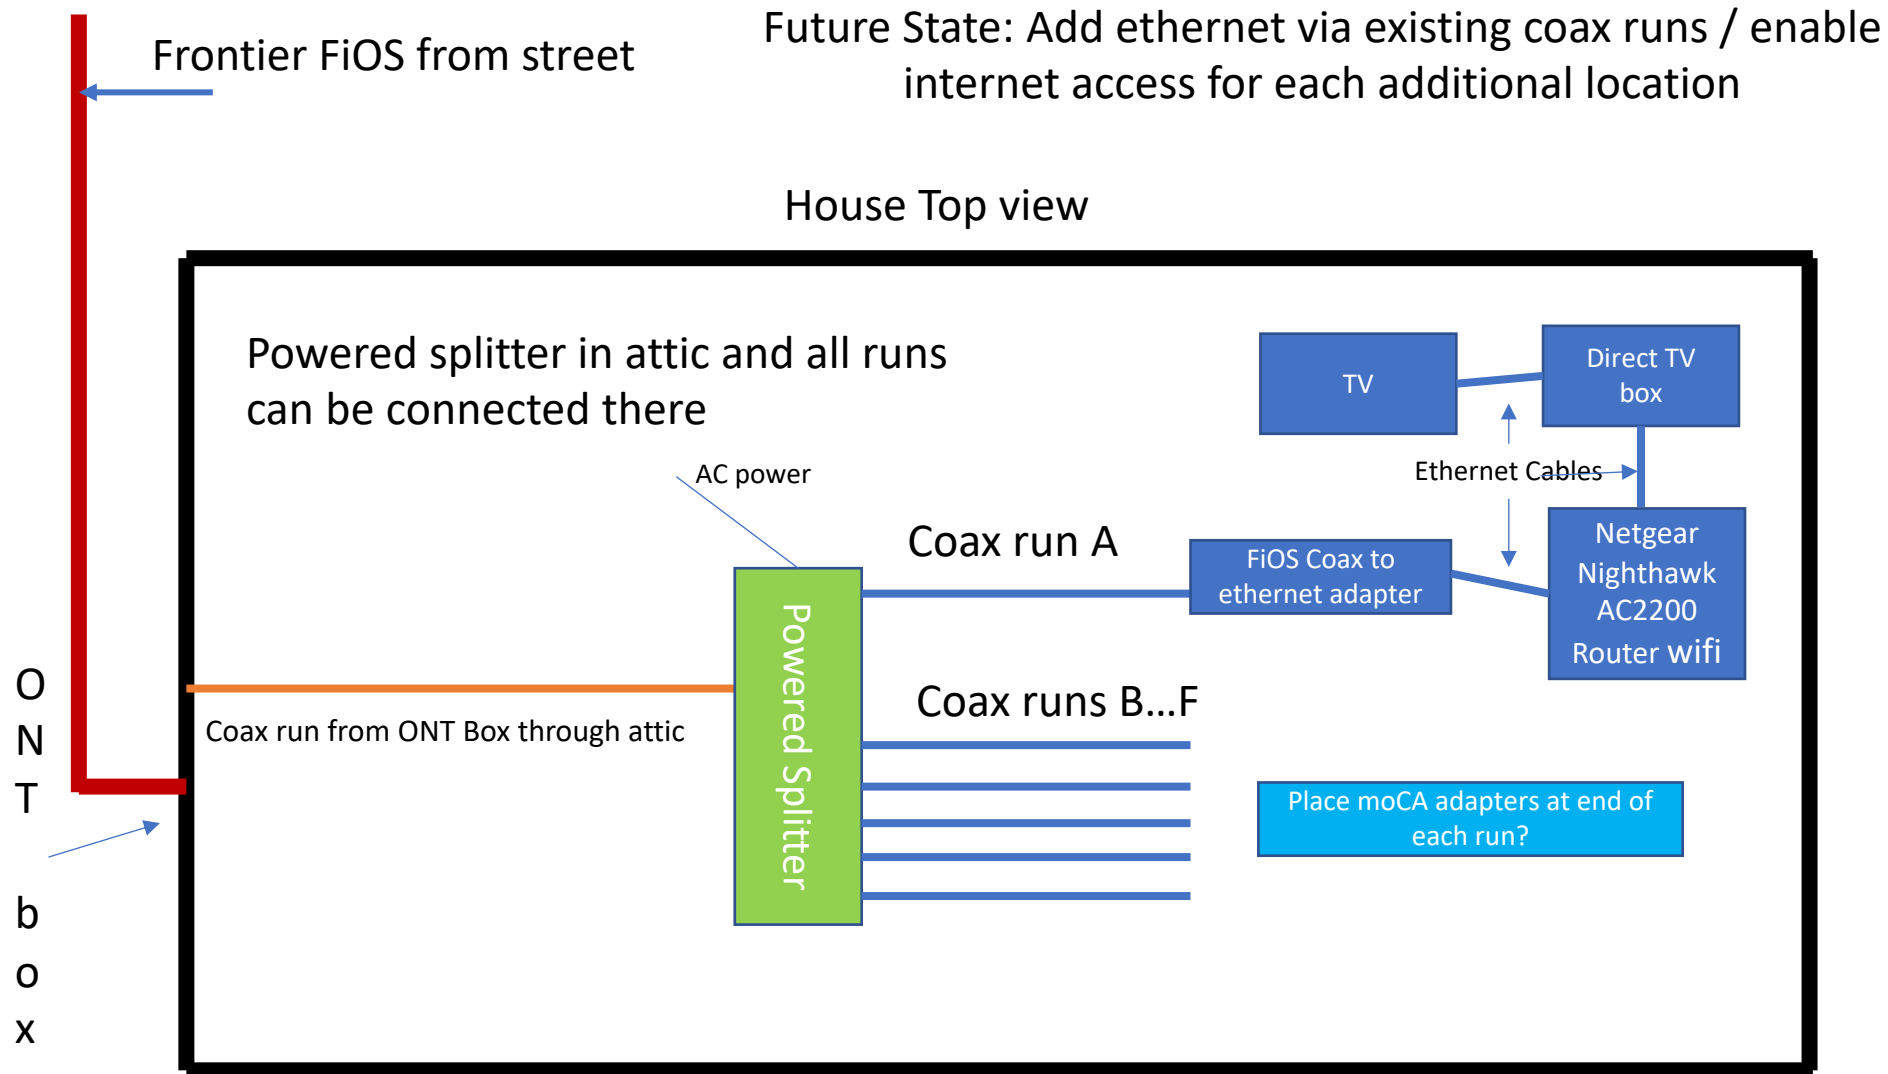 Frontier FiOS from street
Future State: Add ethernet via existing coax runs / enable
internet access for each additional location
House Top view
Powered splitter in attic and all runs
can be connected there
TV
Direct TV
box
AC power
Ethernet Cables
Coax run A
FiOS Coax to
ethernet adapter
Netgear
Nighthawk
AC2200
Router wifi
Powered Splitter
Coax runs B...F
Coax run from ONT Box through attic
Place moCA adapters at end of
each run?
O
N
T
b
o
x